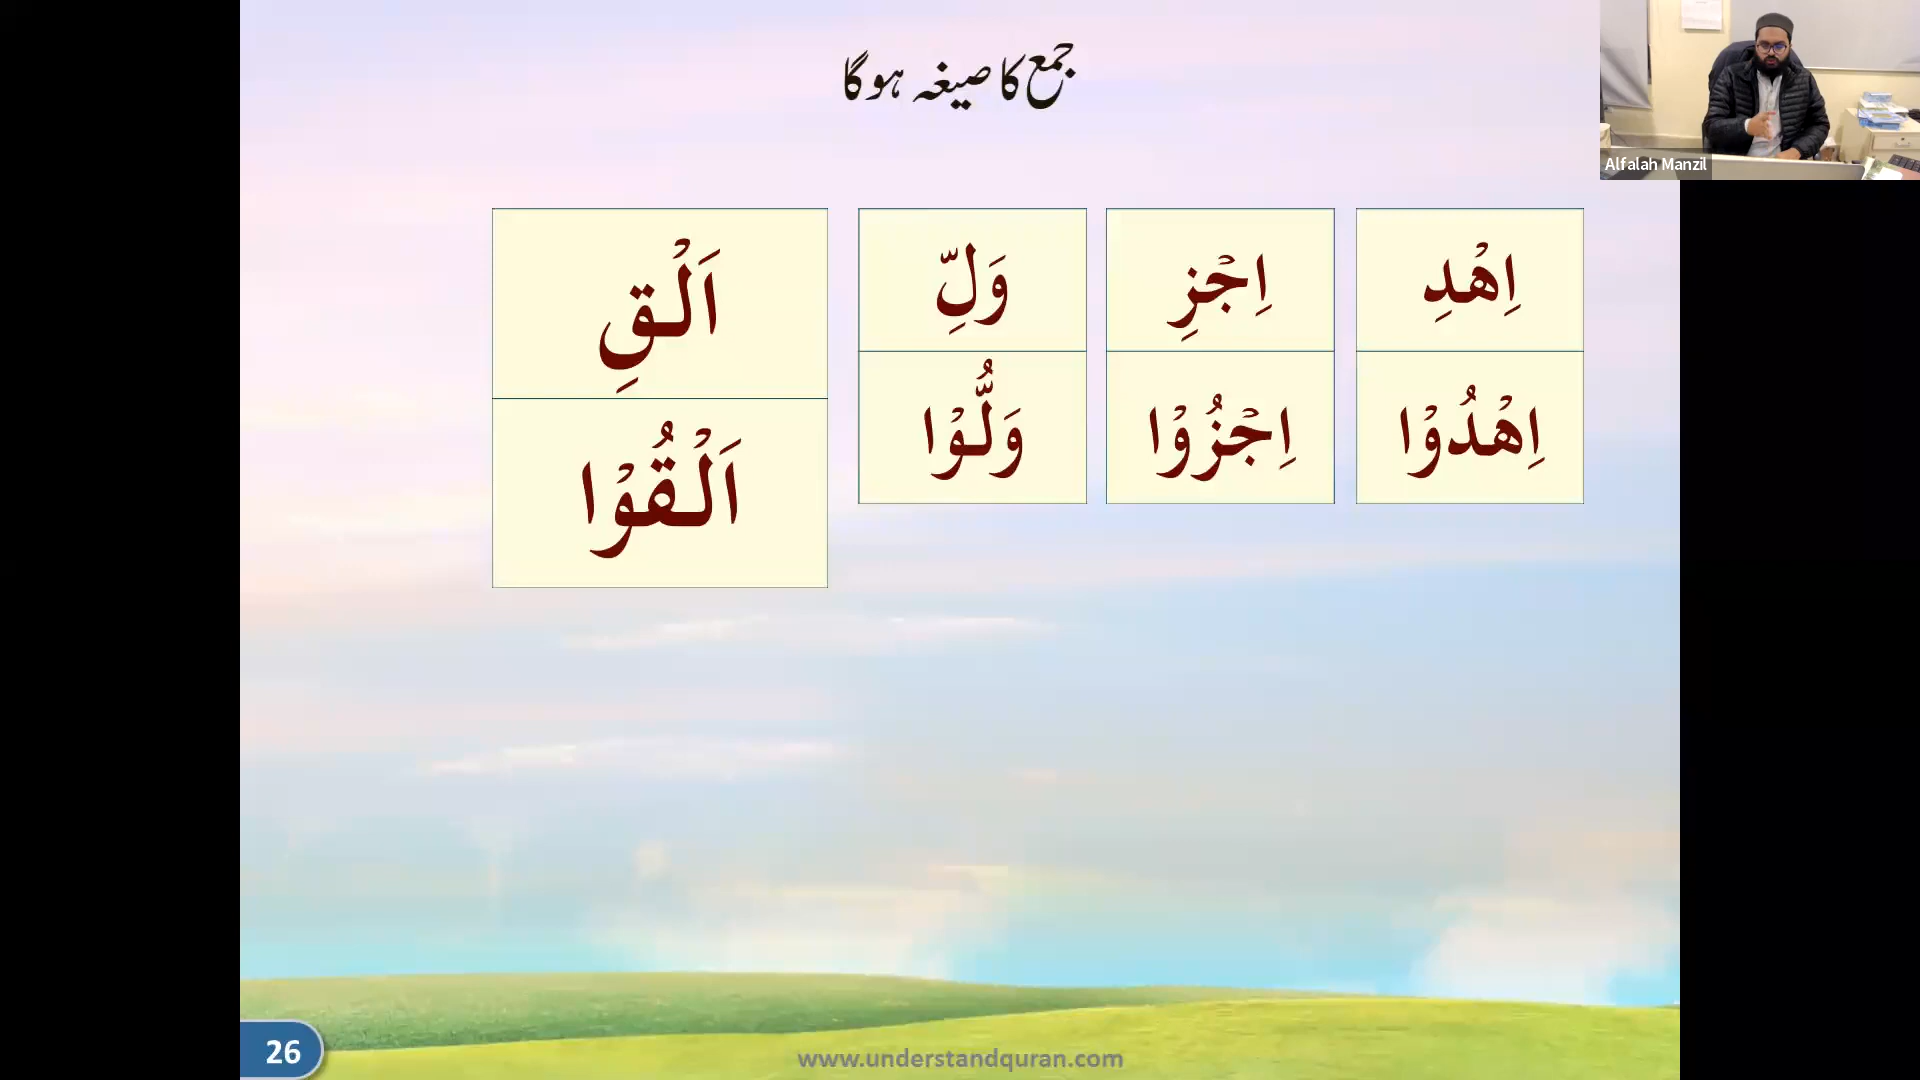 جمع کا صیغہ ہوگا
Alfalah Manzil
اِهْدِ
اِجْزِ
وَلِّ
اَلْقِ
اِهْدُوْا
اِجْزُوْا
وَلُّوْا
اَلْقُوْا
26
www.understandquran.com